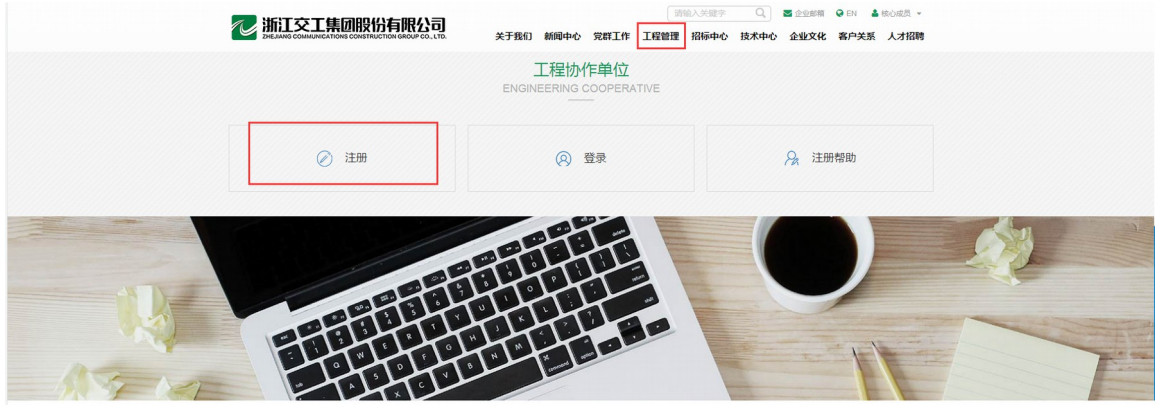 请输入关键字 企业邮箱 EN 核心成员
浙江交工集团股份有限公司
ZHEJIANG COMMUNICATIONS CONSTRUCTION GROUP CO., LTD.
关于我们 新闻中心 党群工作 工程管理 招标中心 技术中心 企业文化 客户关系 人才招聘
工程协作单位
ENGINEERING COOPERATIVE
注册 登录 注册帮助